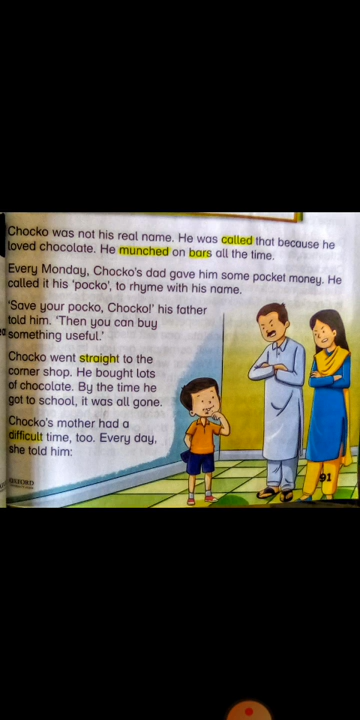 Chocko was not his real name. He was called that because he
loved chocolate. He munched on bars all the time.
Every Monday, Chocko's dad gave him some pocket money. He
called it his 'pocko', to rhyme with his name.
'Save your pocko, Chocko!' his father
told him. 'Then you can buy
something useful.'
Chocko went straight to the
corner shop. He bought lots
of chocolate. By the time he
got to school, it was all gone.
Chocko's mother had a
difficult time, too. Every day,
she told him:
91
OXFORD